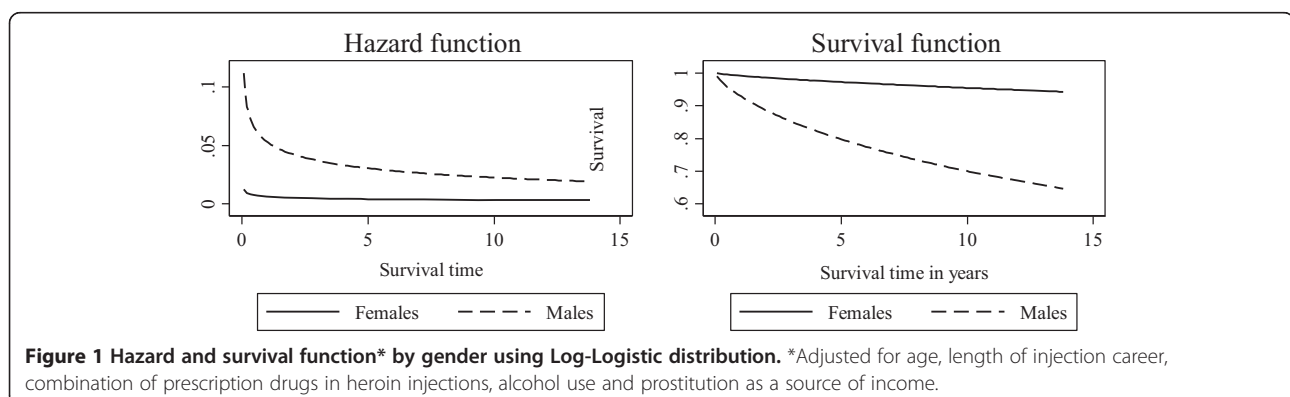 Hazard function
.1
.05
0
0 5 10 15
Survival time
Females Males
Survival function
Survival
1
.9
.8
.7
.6
0 5 10 15
Survival time in years
Females Males
Figure 1 Hazard and survival function* by gender using Log-Logistic distribution. *Adjusted for age, length of injection career,
combination of prescription drugs in heroin injections, alcohol use and prostitution as a source of income.